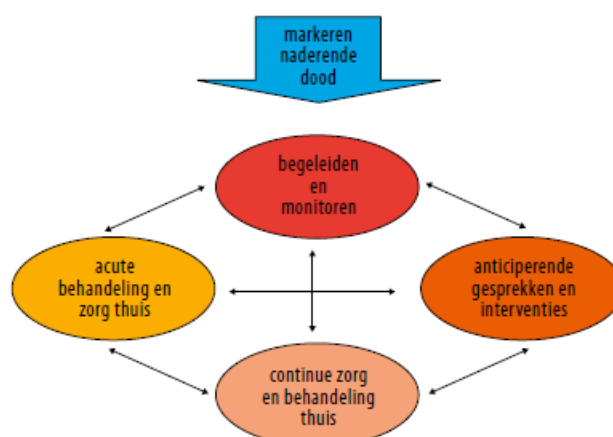 markeren
naderende
dood
begeleiden
en
monitoren
acute
behandeling en
zorg thuis
anticiperende
gesprekken en
interventies
continue zorg
en behandeling
thuis